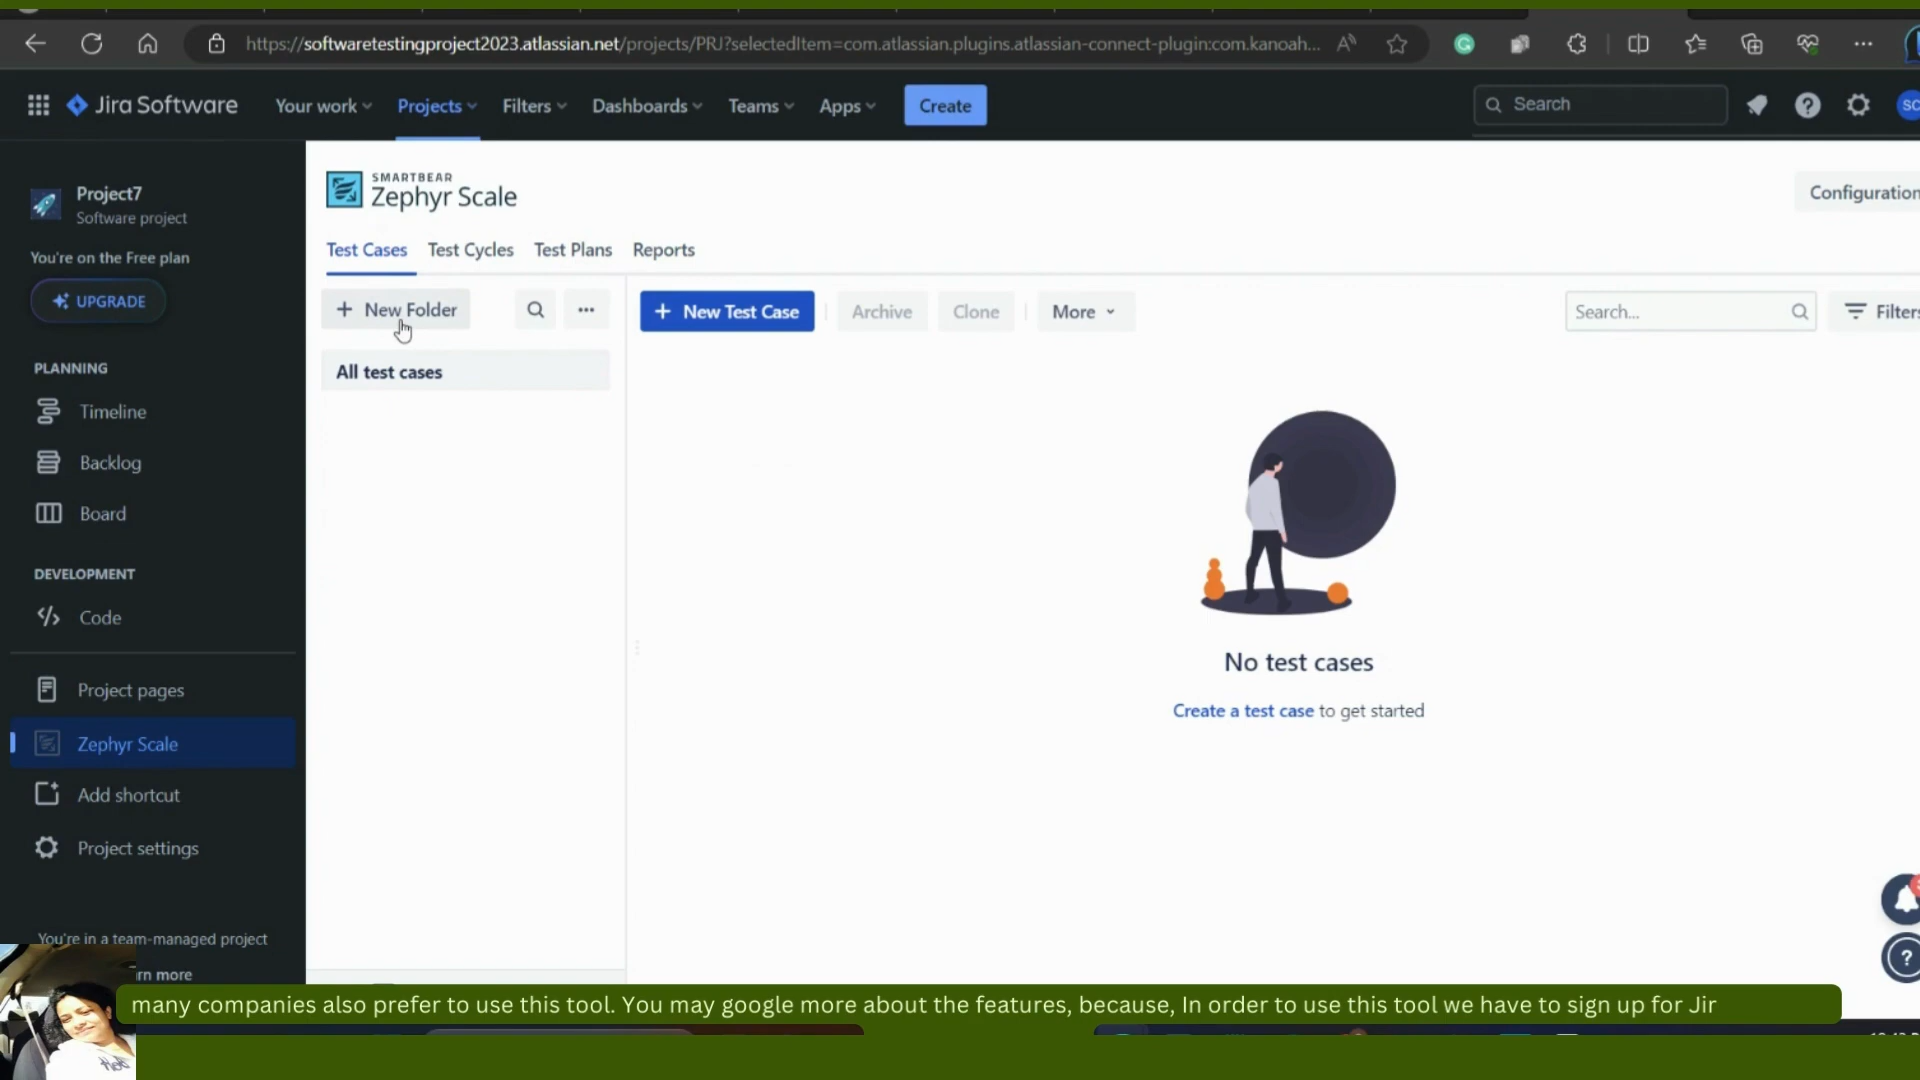 https://softwaretestingproject2023.atlassian.net/projects/PRJ?selectedItem=com.atlassian.plugins.atlassian-connect-plugin:com.kanoah...
Jira Software
Your work
Projects
Filters
Dashboards
Teams
Apps
Create
Search
SC
Project7
Software project
You're on the Free plan
UPGRADE
PLANNING
Timeline
Backlog
Board
DEVELOPMENT
Code
Project pages
Zephyr Scale
Add shortcut
Project settings
You're in a team-managed project
rn more
SMARTBEAR
Zephyr Scale
Configuration
Test Cases
Test Cycles
Test Plans
Reports
+ New Folder
All test cases
+ New Test Case
Archive
Clone
More
Search...
Filters
No test cases
Create a test case to get started
many companies also prefer to use this tool. You may google more about the features, because, In order to use this tool we have to sign up for Jir